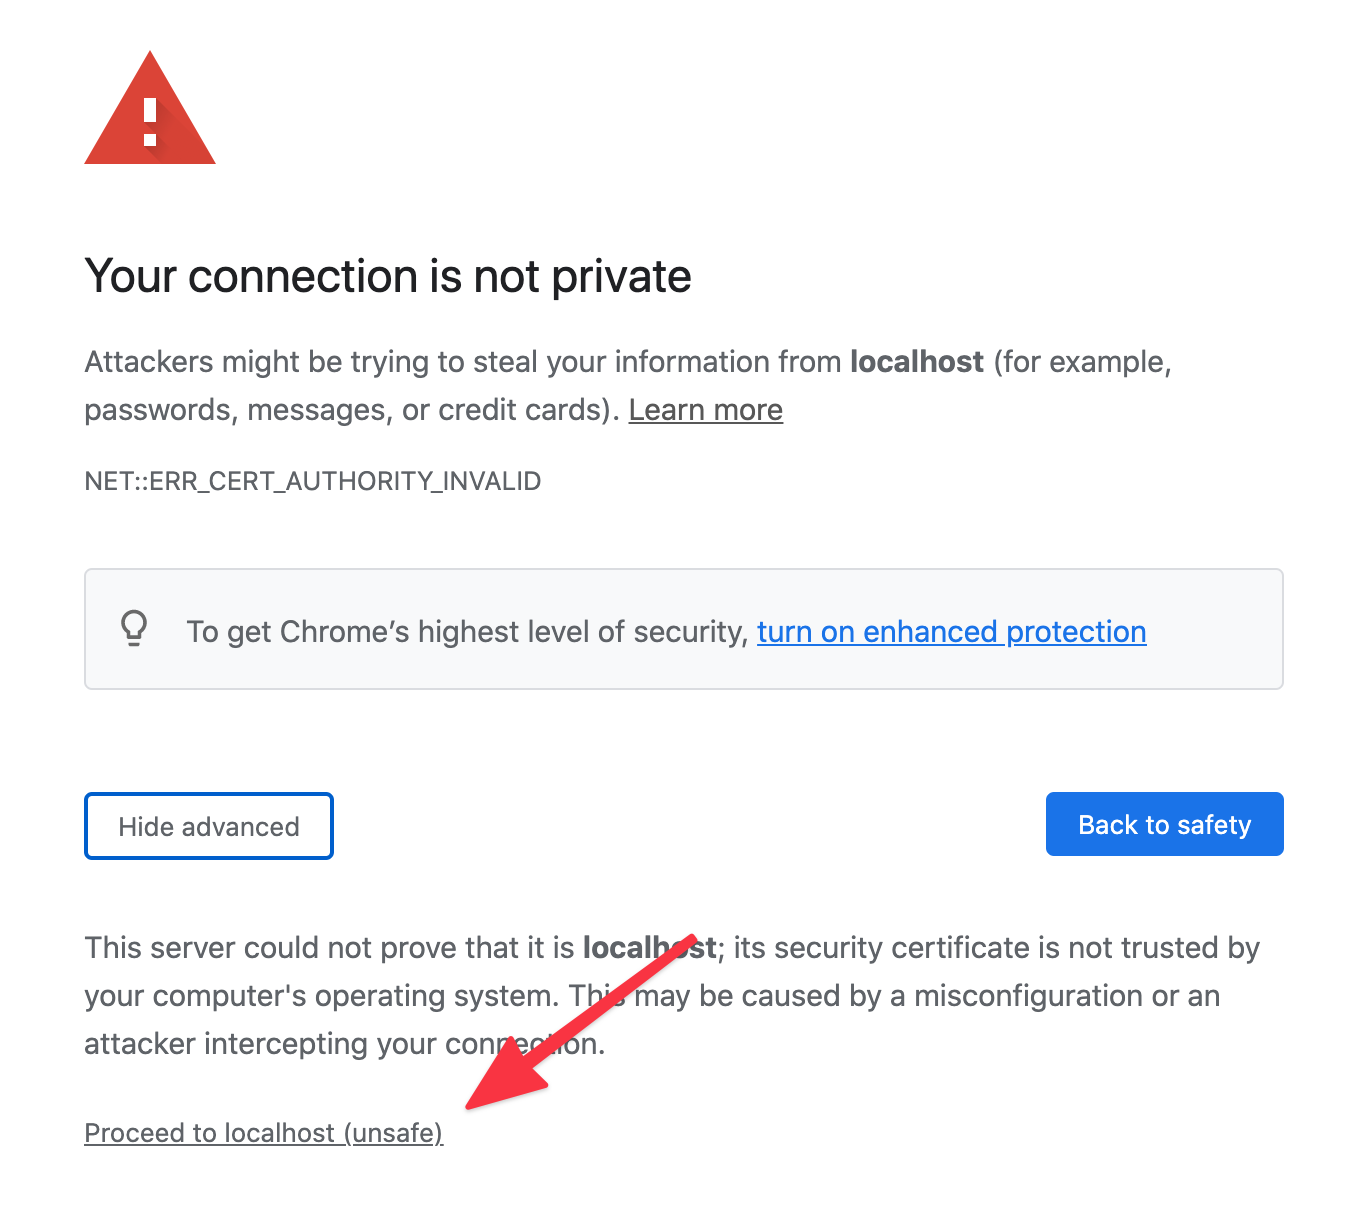 Your connection is not private
Attackers might be trying to steal your information from localhost (for example,
passwords, messages, or credit cards). Learn more
NET::ERR_CERT_AUTHORITY_INVALID
To get Chrome’s highest level of security, turn on enhanced protection
Hide advanced
Back to safety
This server could not prove that it is localhost; its security certificate is not trusted by
your computer's operating system. This may be caused by a misconfiguration or an
attacker intercepting your connection.
Proceed to localhost (unsafe)